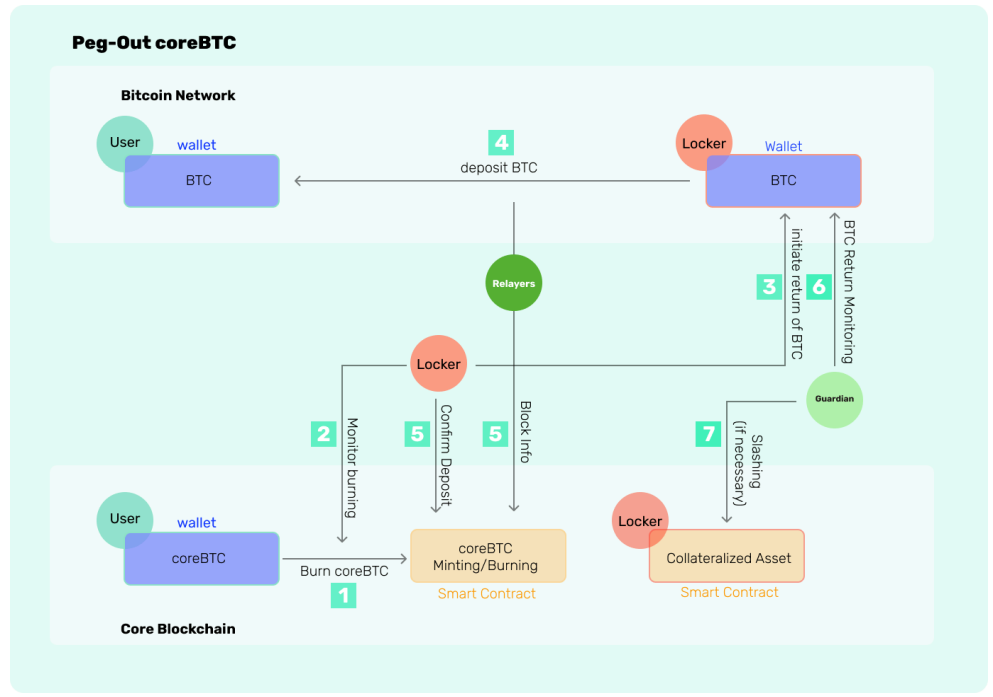 Peg-Out coreBTC
Bitcoin Network
User
wallet
BTC
4
deposit BTC
Locker
Wallet
BTC
Relayers
3
initiate return of BTC
6
BTC Return Monitoring
Locker
Guardian
2
Monitor burning
5
Confirm Deposit
5
Block Info
7
Slashing
(if necessary)
User
wallet
coreBTC
Burn coreBTC
1
coreBTC
Minting/Burning
Smart Contract
Locker
Collateralized Asset
Smart Contract
Core Blockchain